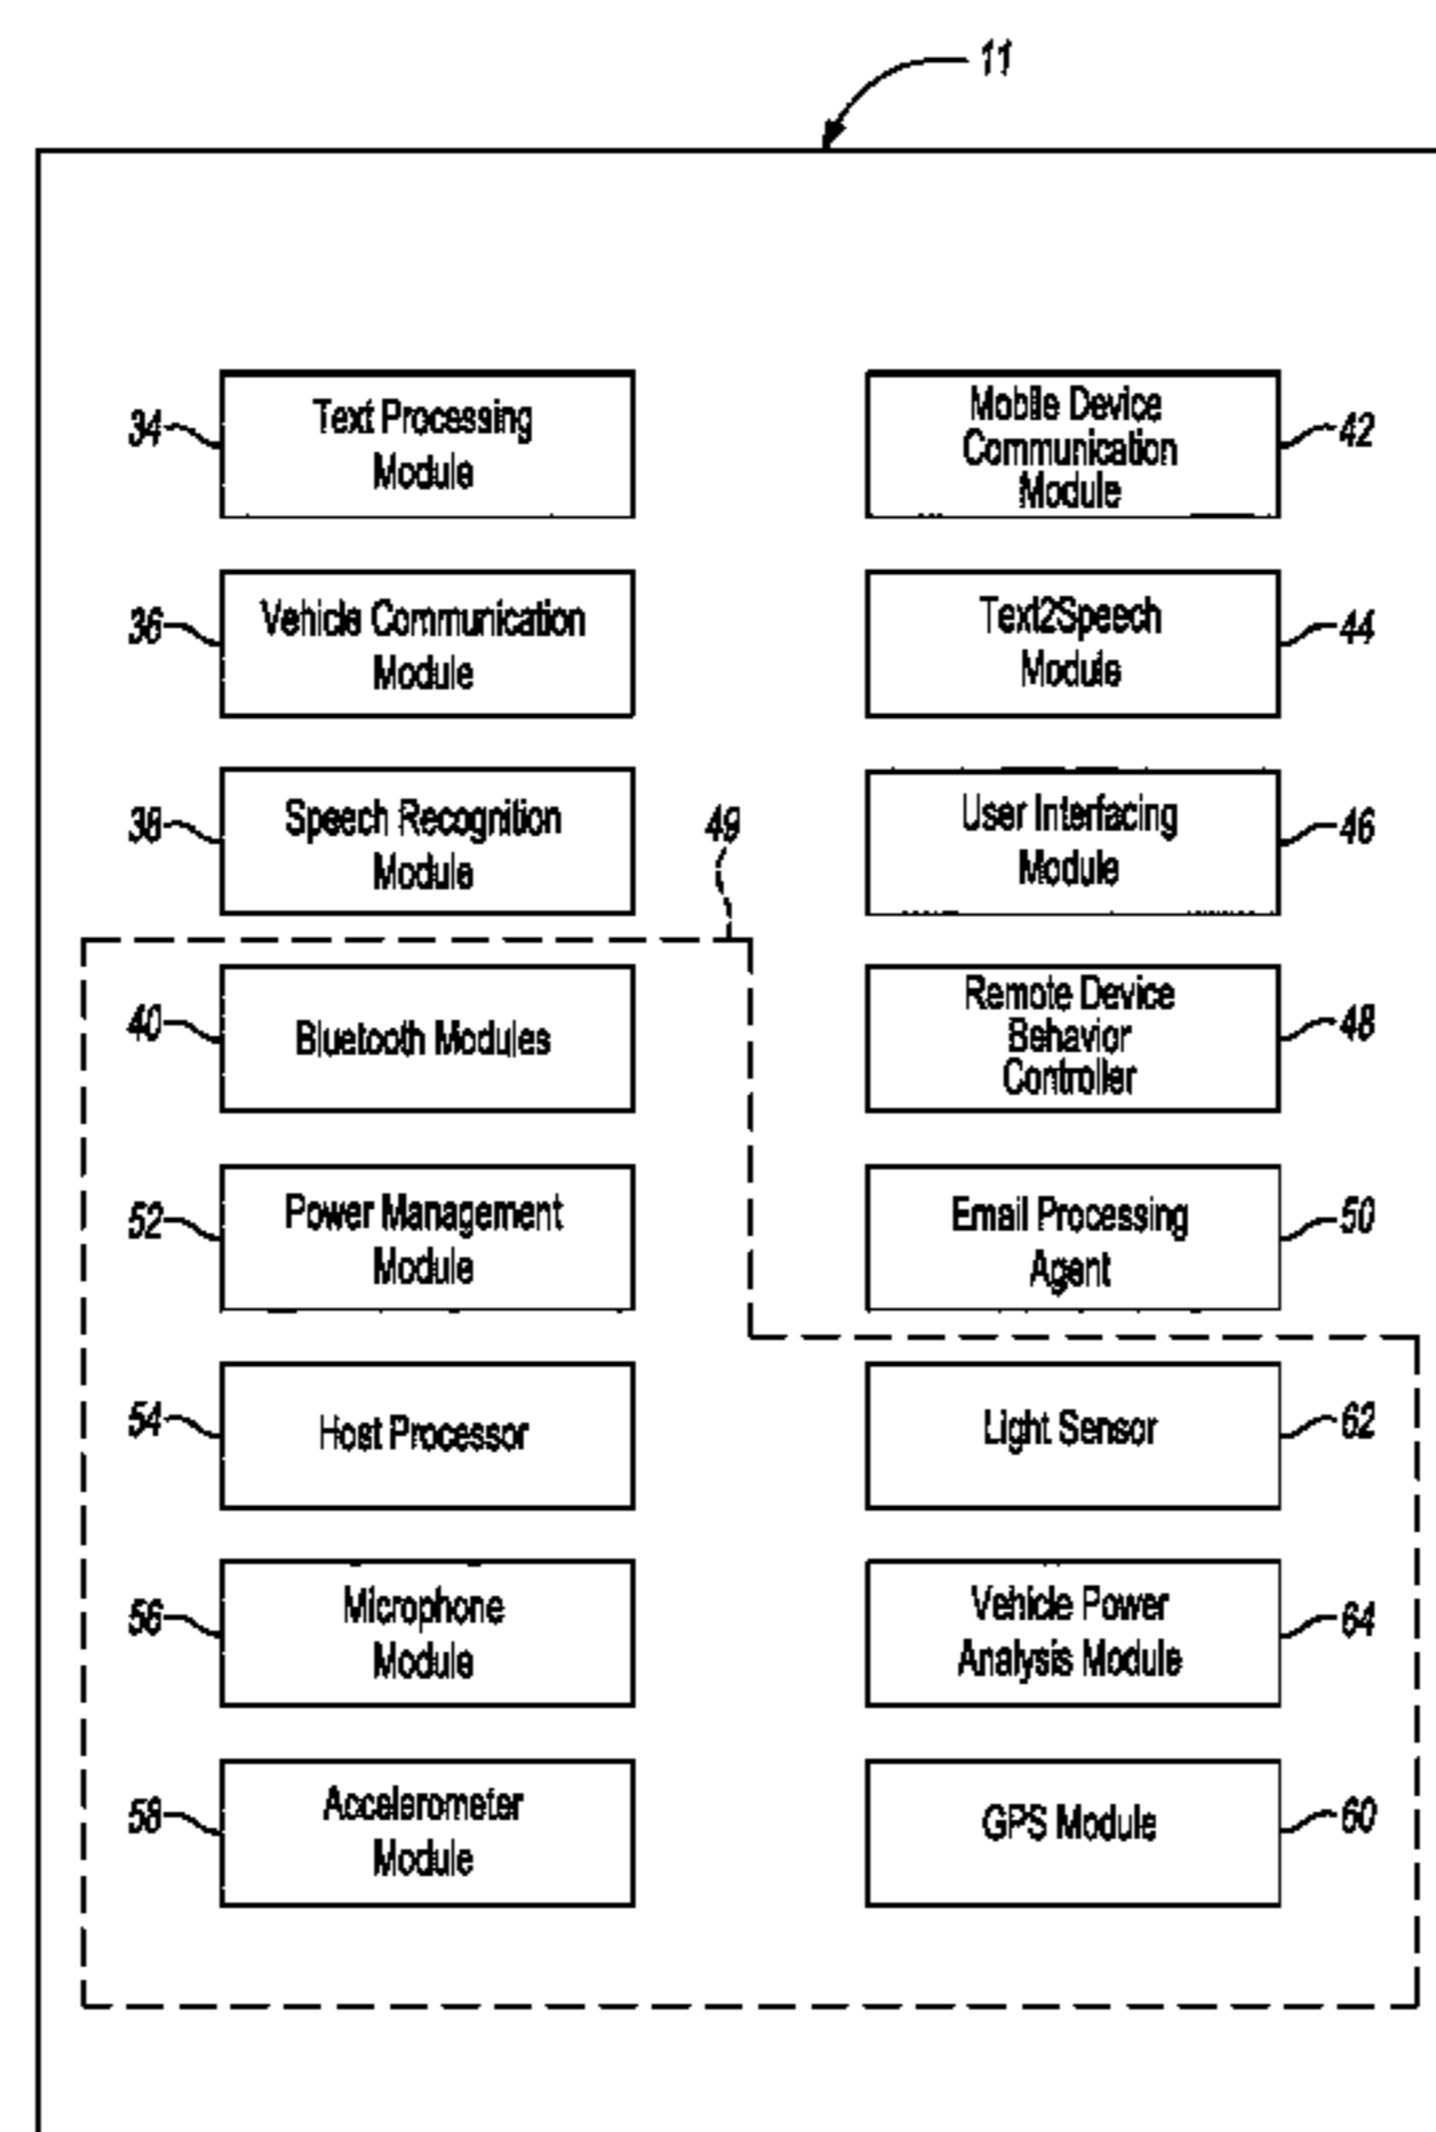 11
34
Text Processing
Module
Mobile Device
Communication
Module
42
36
Vehicle Communication
Module
Text2Speech
Module
44
38
Speech Recognition
Module
49
User Interfacing
Module
46
40
Bluetooth Modules
Remote Device
Behavior
Controller
48
52
Power Management
Module
Email Processing
Agent
50
54
Host Processor
Light Sensor
62
56
Microphone
Module
Vehicle Power
Analysis Module
64
58
Accelerometer
Module
GPS Module
60